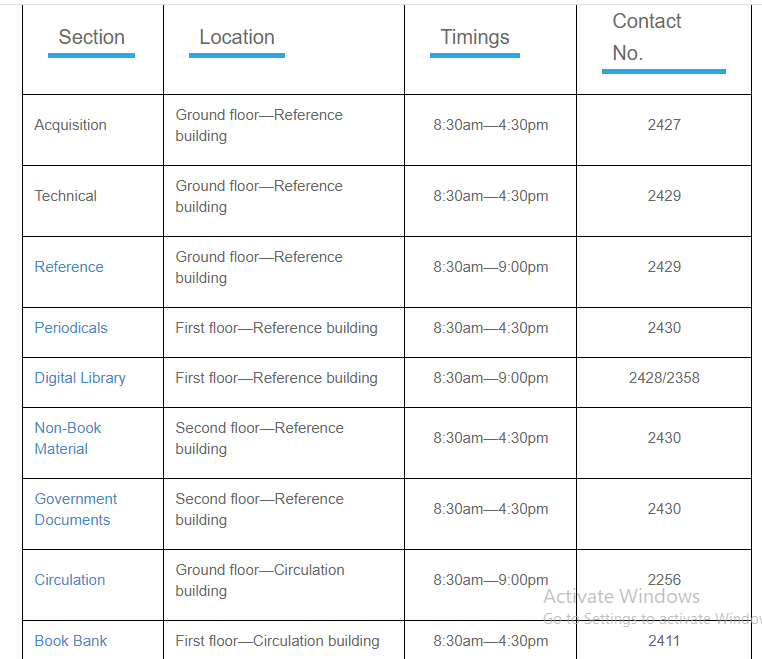 Section Location Timings Contact
No.
Acquisition Ground floor—Reference
building 8:30am—4:30pm 2427
Technical Ground floor—Reference
building 8:30am—4:30pm 2429
Reference Ground floor—Reference
building 8:30am—9:00pm 2429
Periodicals First floor—Reference building 8:30am—4:30pm 2430
Digital Library First floor—Reference building 8:30am—9:00pm 2428/2358
Non-Book
Material Second floor—Reference
building 8:30am—4:30pm 2430
Government
Documents Second floor—Reference
building 8:30am—4:30pm 2430
Circulation Ground floor—Circulation
building 8:30am—9:00pm 2256
Activate Windows
Go to Settings to activate Window
Book Bank First floor—Circulation building 8:30am—4:30pm 2411